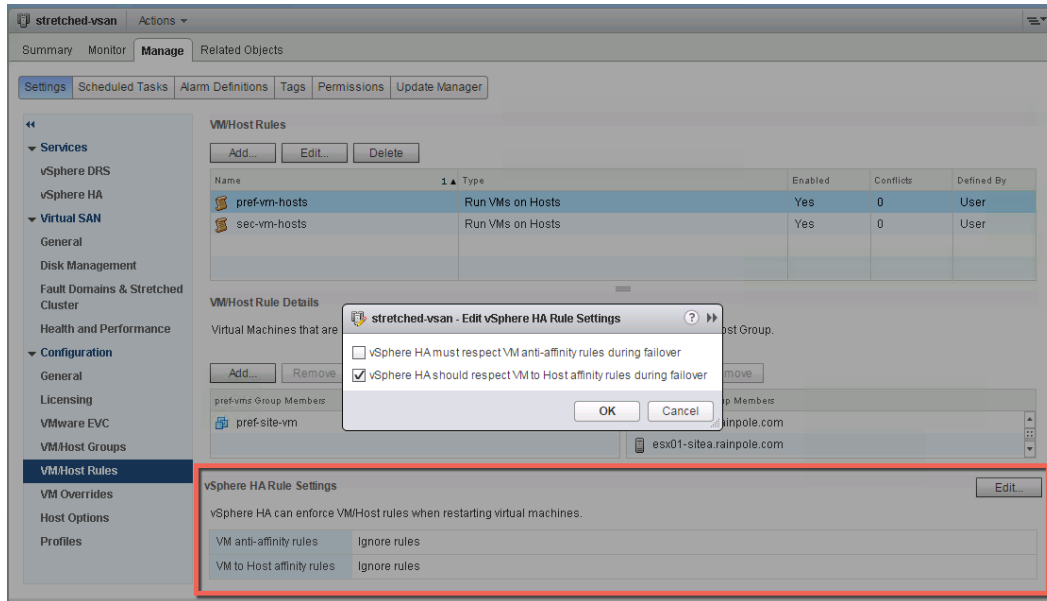 stretched-vsan Actions
Summary Monitor Manage Related Objects
Settings Scheduled Tasks Alarm Definitions Tags Permissions Update Manager
Services
vSphere DRS
vSphere HA
Virtual SAN
General
Disk Management
Fault Domains & Stretched
Cluster
Health and Performance
Configuration
General
Licensing
VMware EVC
VM/Host Groups
VM/Host Rules
VM Overrides
Host Options
Profiles
VM/Host Rules
Add... Edit... Delete
Name 1 Type Enabled Conflicts Defined By
pref-vm-hosts Run VMs on Hosts Yes 0 User
sec-vm-hosts Run VMs on Hosts Yes 0 User
VM/Host Rule Details
Virtual Machines that are ost Group.
Add... Remove move
pref-vms Group Members p Members
pref-site-vm ainpole.com
esx01-sitea.rainpole.com
stretched-vsan - Edit vSphere HA Rule Settings ?
vSphere HA must respect VM anti-affinity rules during failover
vSphere HA should respect VM to Host affinity rules during failover
OK Cancel
vSphere HA Rule Settings Edit...
vSphere HA can enforce VM/Host rules when restarting virtual machines.
VM anti-affinity rules Ignore rules
VM to Host affinity rules Ignore rules